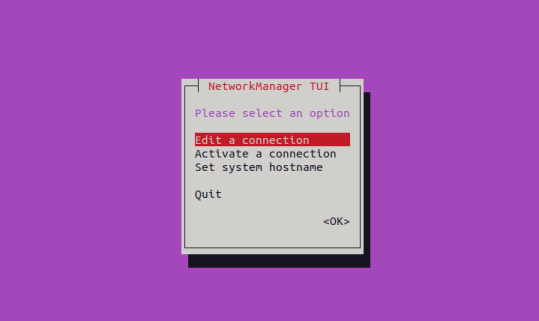 NetworkManager TUI
Please select an option
Edit a connection
Activate a connection
Set system hostname
Quit
<OK>